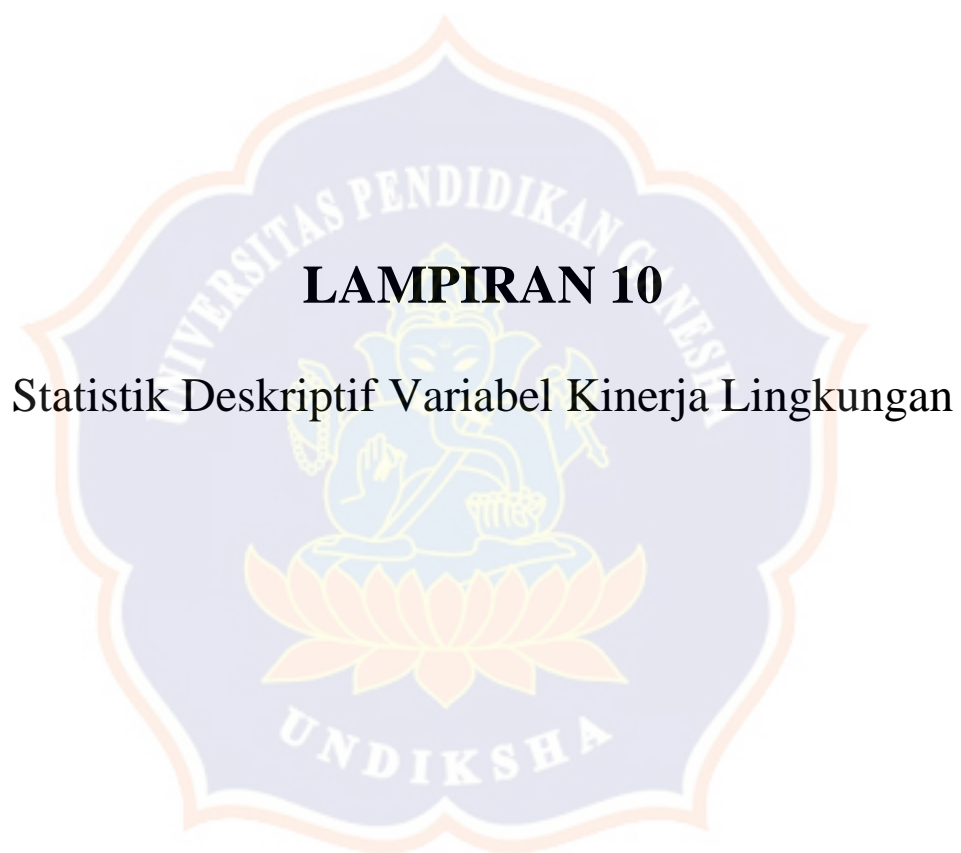 UNIVERSITAS PENDIDIKAN GANESHA
LAMPIRAN 10
Statistik Deskriptif Variabel Kinerja Lingkungan
UNDIKSHA